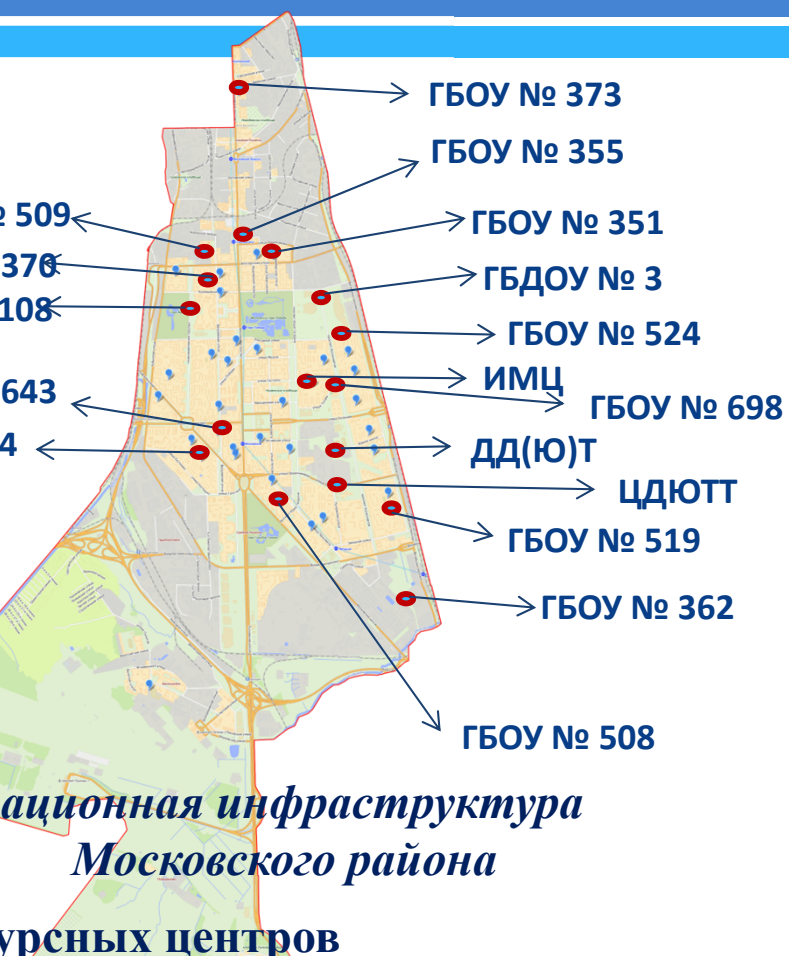 ГБОУ № 373
ГБОУ № 355
№ 509
ГБОУ № 351
370
ГБДОУ № 3
108
ГБОУ № 524
ИМЦ
643
ГБОУ № 698
4
ДД(Ю)Т
ЦДЮТТ
ГБОУ № 519
ГБОУ № 362
ГБОУ № 508
ационная инфраструктура
Московского района
урсных центров